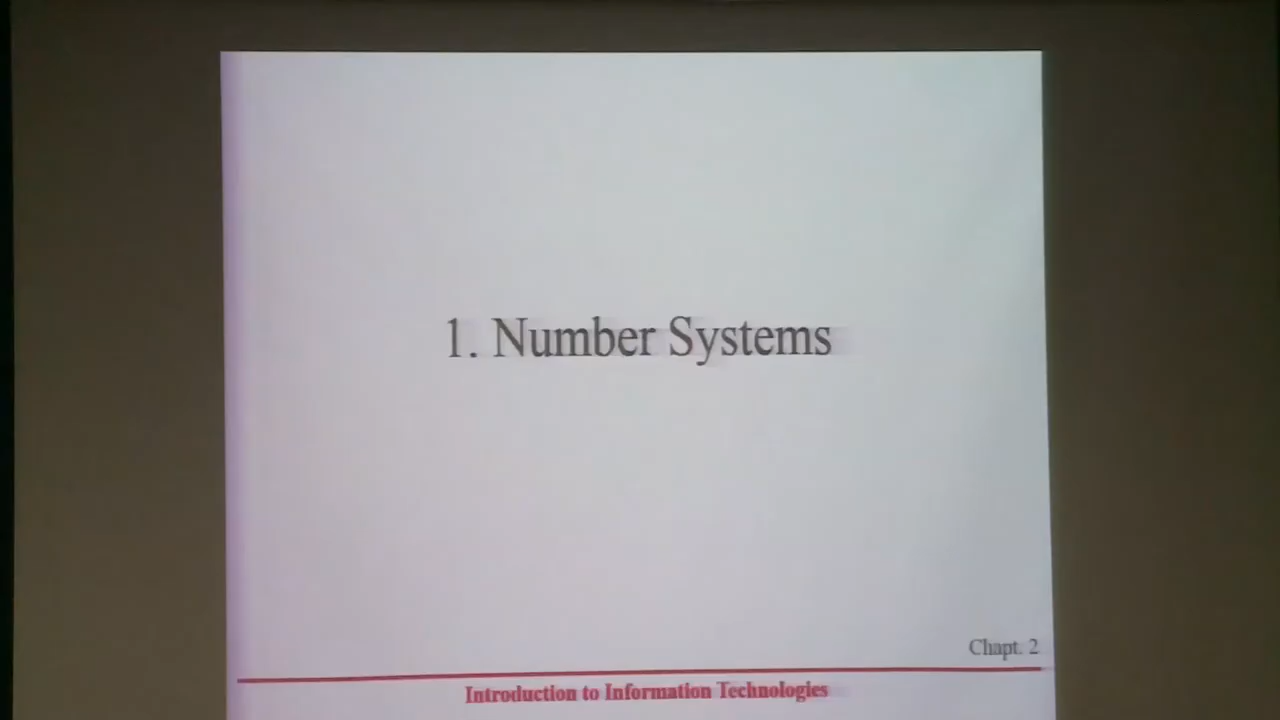 1. Number Systems
Chapt. 2
Introduction to Information Technologies